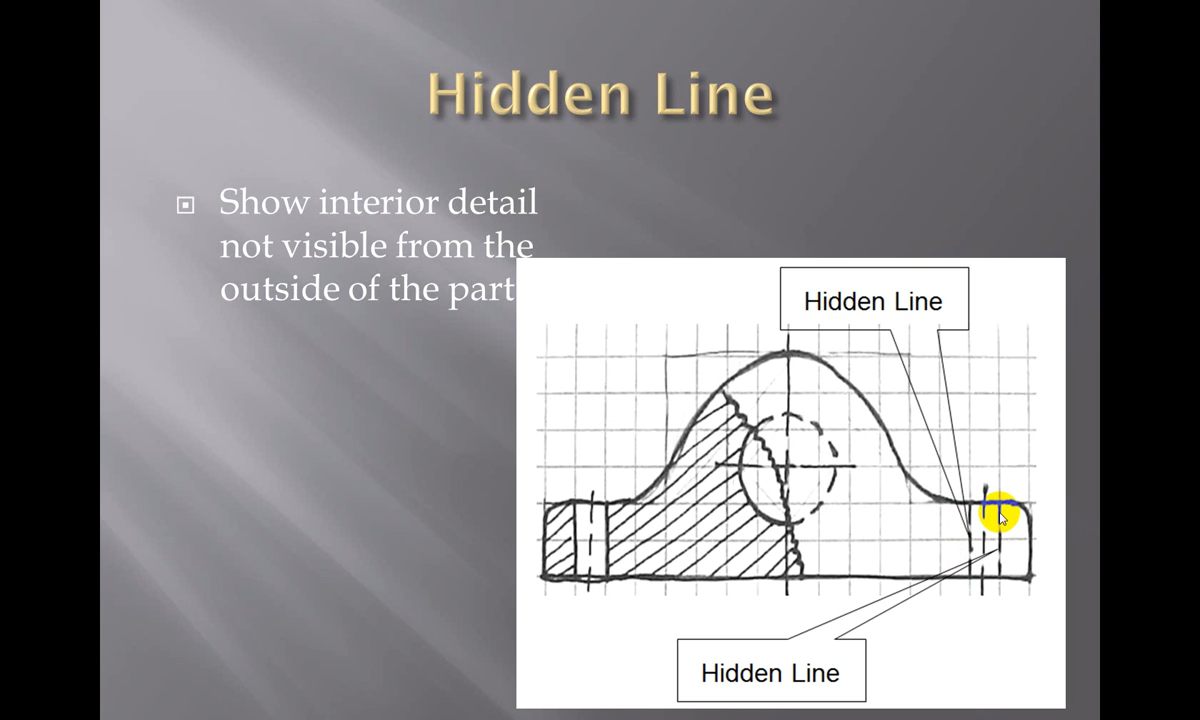 Hidden Line
Show interior detail
not visible from the
outside of the part
Hidden Line
Hidden Line